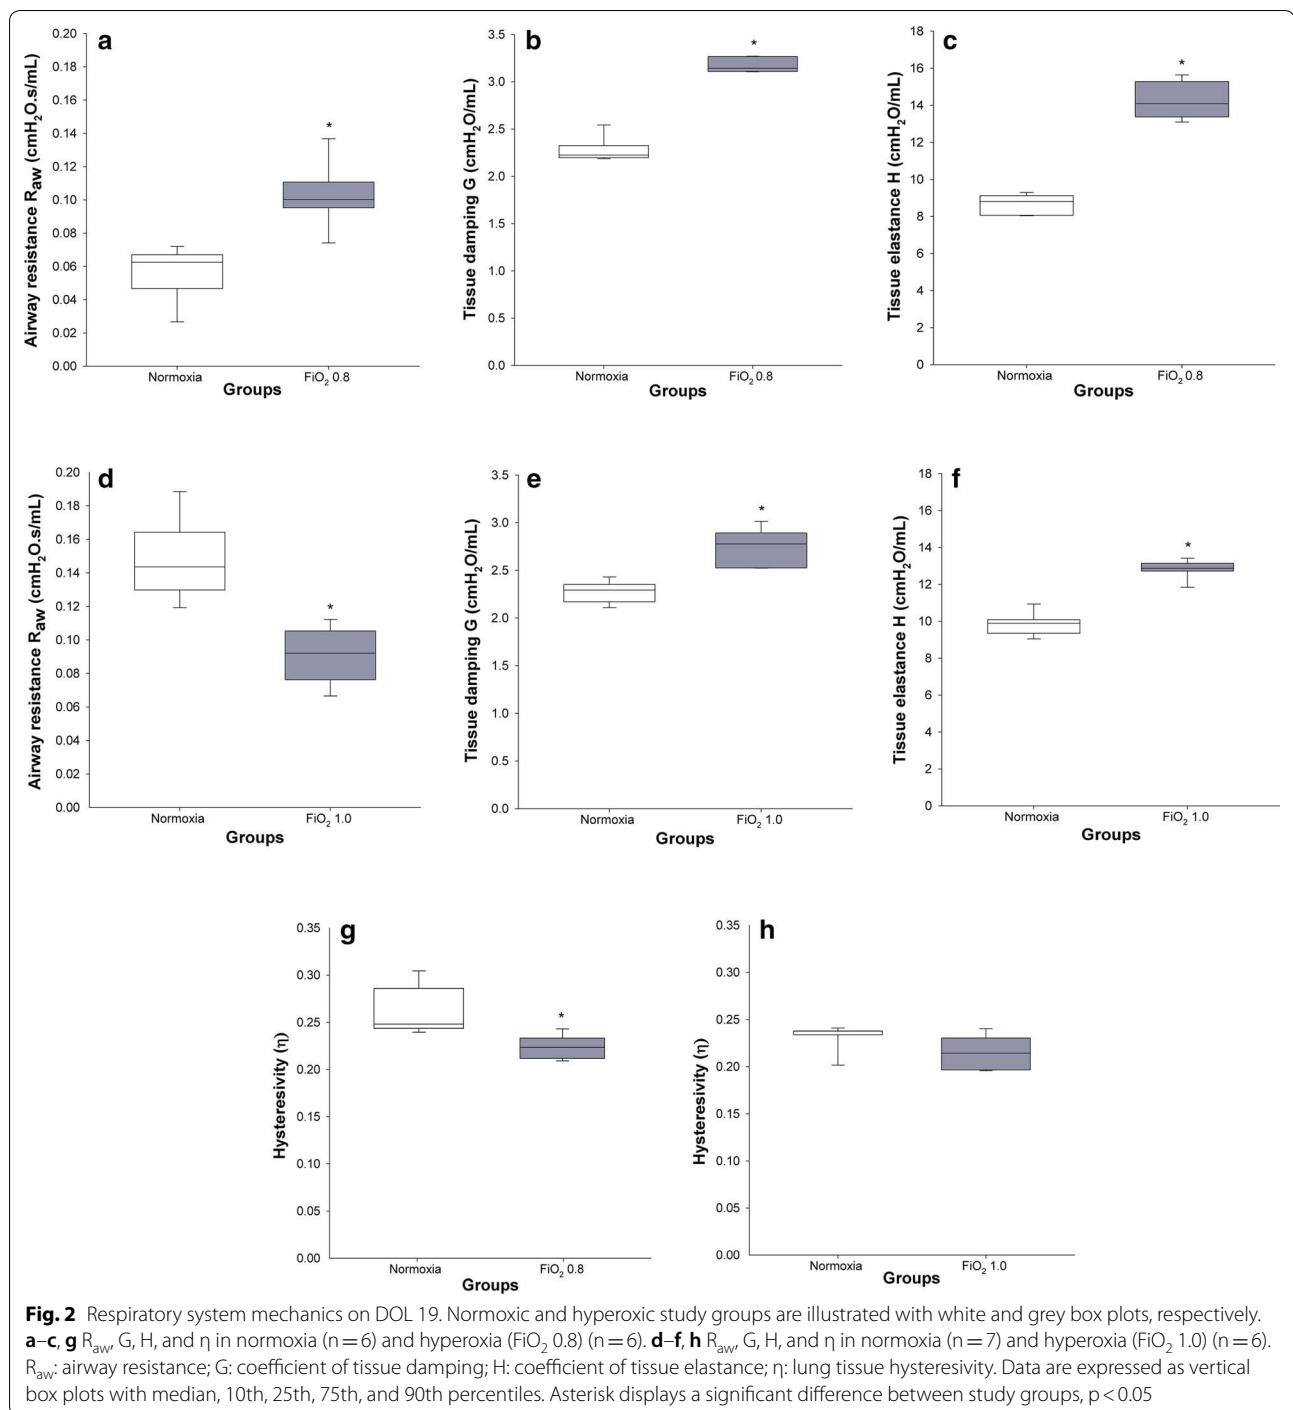 a
*
Airway resistance Raw (cmH2O.s/mL)
0.20
0.18
0.16
0.14
0.12
0.10
0.08
0.06
0.04
0.02
0.00
Normoxia
FiO2 0.8
Groups
b
*
Tissue damping G (cmH2O/mL)
3.5
3.0
2.5
2.0
1.5
1.0
0.5
0.0
Normoxia
FiO2 0.8
Groups
c
*
Tissue elastance H (cmH2O/mL)
18
16
14
12
10
8
6
4
2
0
Normoxia
FiO2 0.8
Groups
d
*
Airway resistance Raw (cmH2O.s/mL)
0.20
0.18
0.16
0.14
0.12
0.10
0.08
0.06
0.04
0.02
0.00
Normoxia
FiO2 1.0
Groups
e
*
Tissue damping G (cmH2O/mL)
3.5
3.0
2.5
2.0
1.5
1.0
0.5
0.0
Normoxia
FiO2 1.0
Groups
f
*
Tissue elastance H (cmH2O/mL)
18
16
14
12
10
8
6
4
2
0
Normoxia
FiO2 1.0
Groups
g
*
Hysteresivity (η)
0.35
0.30
0.25
0.20
0.15
0.10
0.05
0.00
Normoxia
FiO2 0.8
Groups
h
Hysteresivity (η)
0.35
0.30
0.25
0.20
0.15
0.10
0.05
0.00
Normoxia
FiO2 1.0
Groups
Fig. 2 Respiratory system mechanics on DOL 19. Normoxic and hyperoxic study groups are illustrated with white and grey box plots, respectively.
a–c, g Raw, G, H, and η in normoxia (n = 6) and hyperoxia (FiO2 0.8) (n = 6). d–f, h Raw, G, H, and η in normoxia (n = 7) and hyperoxia (FiO2 1.0) (n = 6).
Raw: airway resistance; G: coefficient of tissue damping; H: coefficient of tissue elastance; η: lung tissue hysteresivity. Data are expressed as vertical
box plots with median, 10th, 25th, 75th, and 90th percentiles. Asterisk displays a significant difference between study groups, p < 0.05